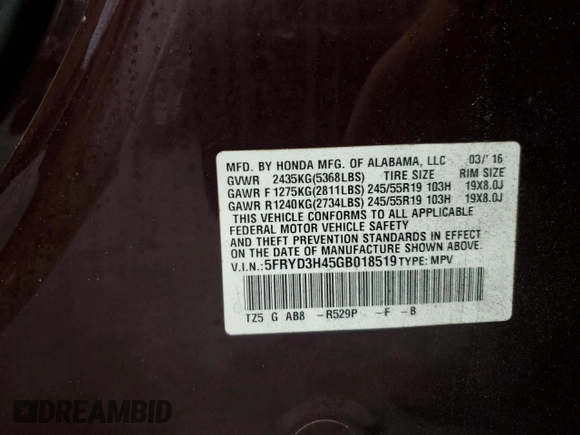 MFD. BY HONDA MFG. OF ALABAMA, LLC 03/'16
GVWR 2435KG(5368LBS) TIRE SIZE RIM SIZE
GAWR F 1275KG(2811LBS) 245/55R19 103H 19X8.0J
GAWR R1240KG(2734LBS) 245/55R19 103H 19X8.0J
THIS VEHICLE CONFORMS TO ALL APPLICABLE
FEDERAL MOTOR VEHICLE SAFETY
AND THEFT PREVENTION STANDARDS IN EFFECT
ON THE DATE OF MANUFACTURE SHOWN ABOVE.
V.I.N.:5FRYD3H45GB018519 TYPE: MPV
TZ5 G AB8 -R529P -F -B
DREAMBID